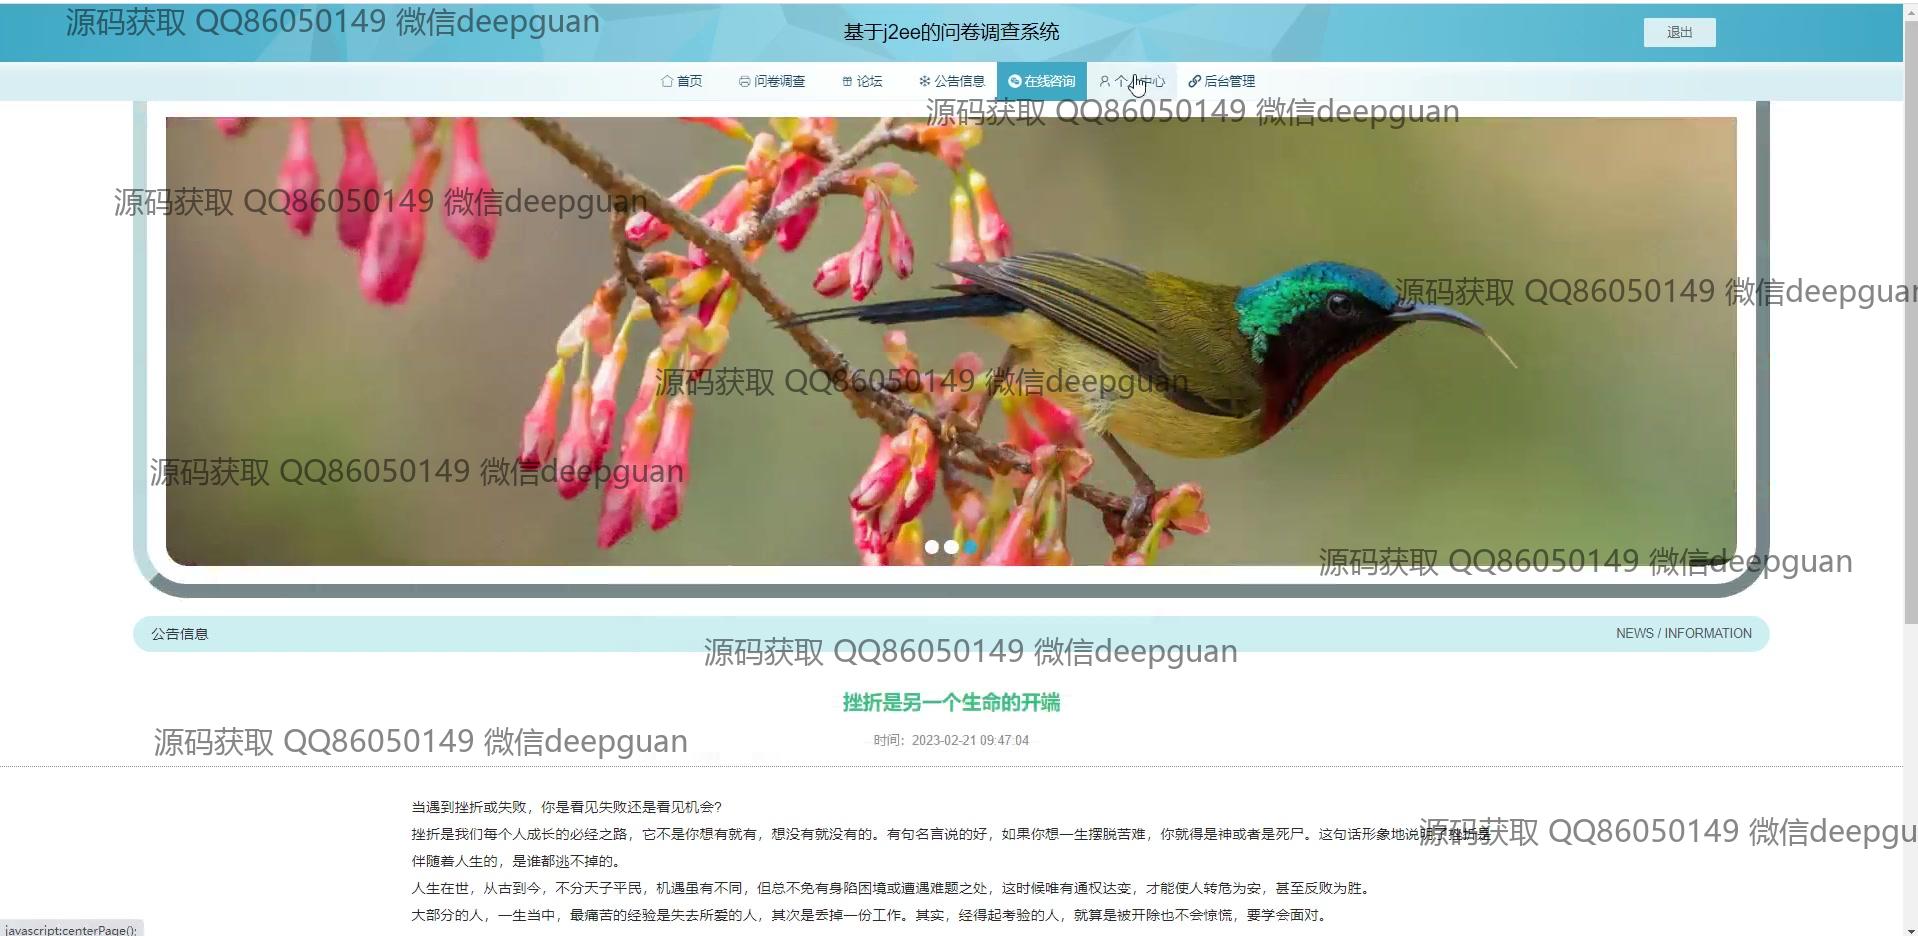 源码获取 QQ86050149 微信deepguan
基于j2ee的问卷调查系统
退出
首页
问卷调查
论坛
公告信息
在线咨询
个人中心
后台管理
源码获取 QQ86050149 微信deepguan
源码获取 QQ86050149 微信deepguan
源码获取 QQ86050149 微信deepguan
源码获取 QQ86050149 微信deepguan
源码获取 QQ86050149 微信deepguan
源码获取 QQ86050149 微信deepguan
公告信息
NEWS / INFORMATION
源码获取 QQ86050149 微信deepguan
挫折是另一个生命的开端
源码获取 QQ86050149 微信deepguan
时间：2023-02-21 09:47:04
当遇到挫折或失败，你是看见失败还是看见机会?
挫折是我们每个人成长的必经之路，它不是你想有就有，想没有就没有的。有句名言说的好，如果你想一生摆脱苦难，你就得是神或者是死尸。这句话形象地说明了挫折是
源码获取 QQ86050149 微信deepgu
伴随着人生的，是谁都逃不掉的。
人生在世，从古到今，不分天子平民，机遇虽有不同，但总不免有身陷困境或遭遇难题之处，这时候唯有通权达变，才能使人转危为安，甚至反败为胜。
大部分的人，一生当中，最痛苦的经验是失去所爱的人，其次是丢掉一份工作。其实，经得起考验的人，就算是被开除也不会惊慌，要学会面对。
javascript:centerPage();